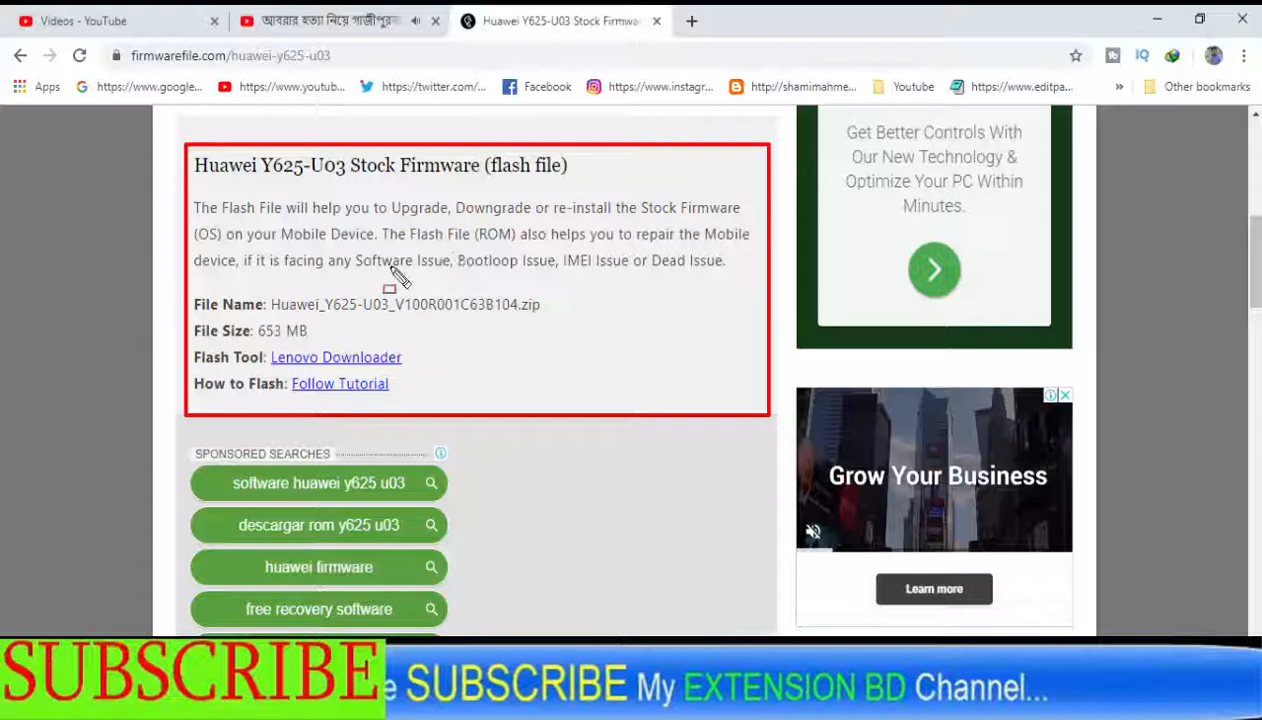 Videos - YouTube
আবরার হত্যা নিয়ে গাজীপুর
Huawei Y625-U03 Stock Firmwa
firmwarefile.com/huawei-y625-u03
Apps
https://www.google...
https://www.youtub...
https://twitter.com/...
Facebook
https://www.instagr...
http://shamimahme...
Youtube
https://www.editpa...
»
Other bookmarks
Huawei Y625-U03 Stock Firmware (flash file)
The Flash File will help you to Upgrade, Downgrade or re-install the Stock Firmware
(OS) on your Mobile Device. The Flash File (ROM) also helps you to repair the Mobile
device, if it is facing any Software Issue, Bootloop Issue, IMEI Issue or Dead Issue.
File Name: Huawei_Y625-U03_V100R001C63B104.zip
File Size: 653 MB
Flash Tool: Lenovo Downloader
How to Flash: Follow Tutorial
SPONSORED SEARCHES
software huawei y625 u03
descargar rom y625 u03
huawei firmware
free recovery software
Get Better Controls With
Our New Technology &
Optimize Your PC Within
Minutes.
Grow Your Business
Learn more
SUBSCRIBE
e SUBSCRIBE My EXTENSION BD Channel...